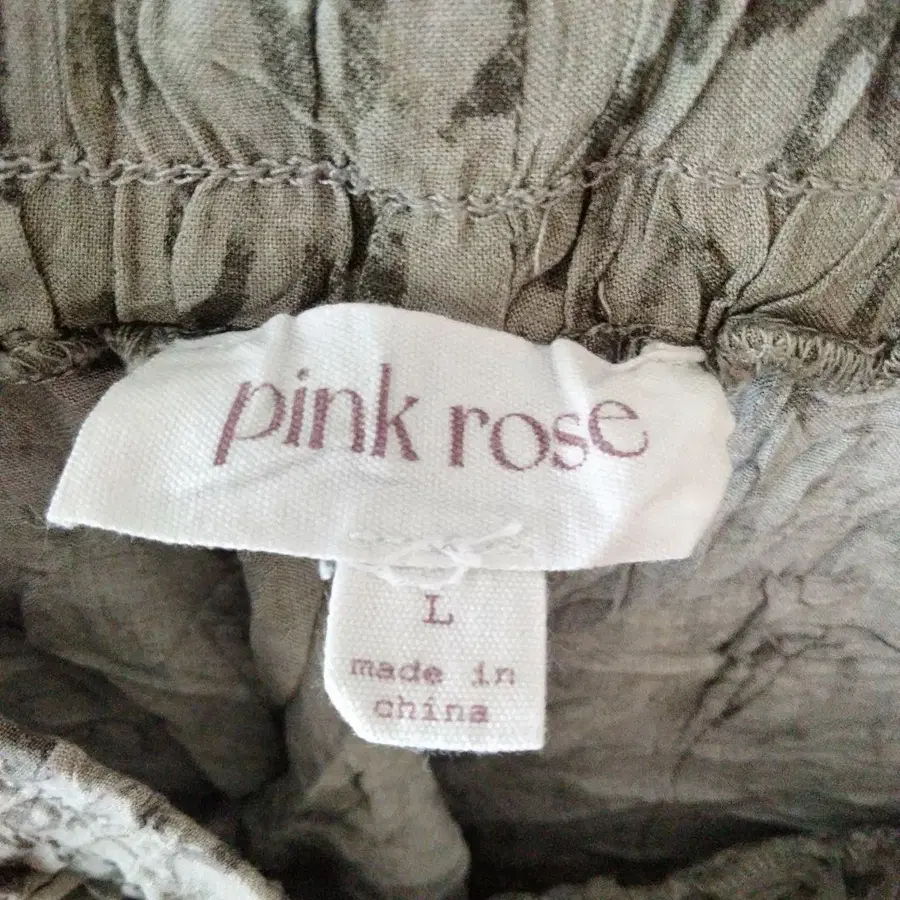 pink rose
L
made in
china